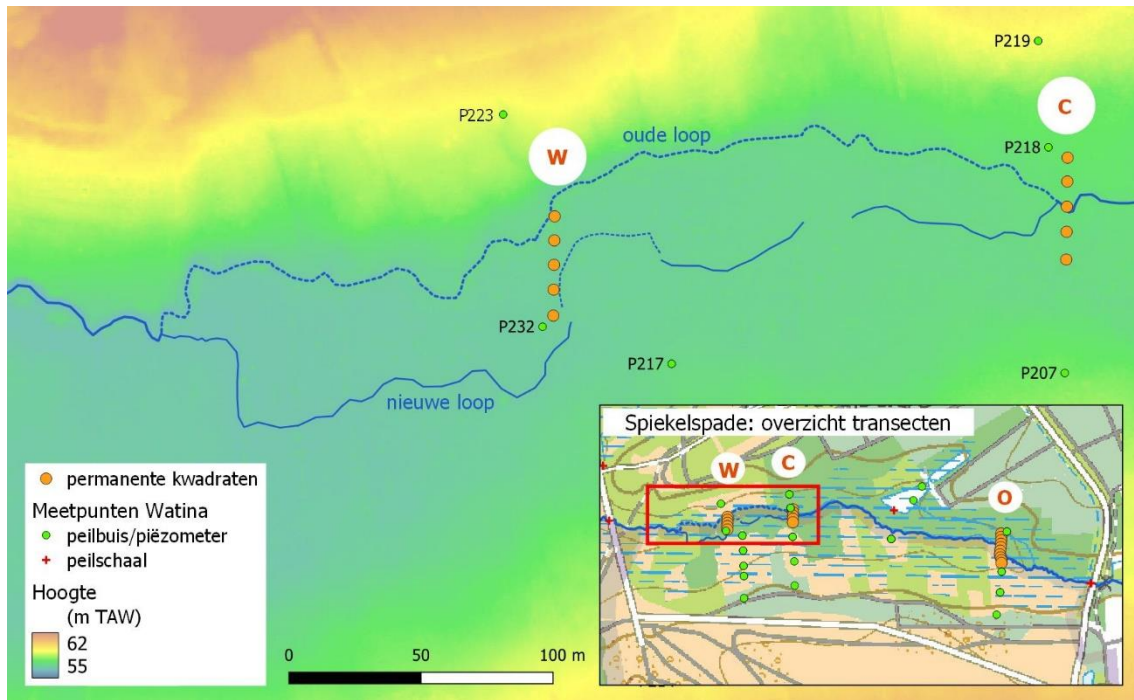 P219
C
P223
oude loop
W
P218
P232
P217
P207
nieuwe loop
permanente kwadraten
Meetpunten Watina
peilbuis/piëzometer
peilschaal
Hoogte
(m TAW)
62
55
0 50 100 m
Spiekelspade: overzicht transecten
W
C
O